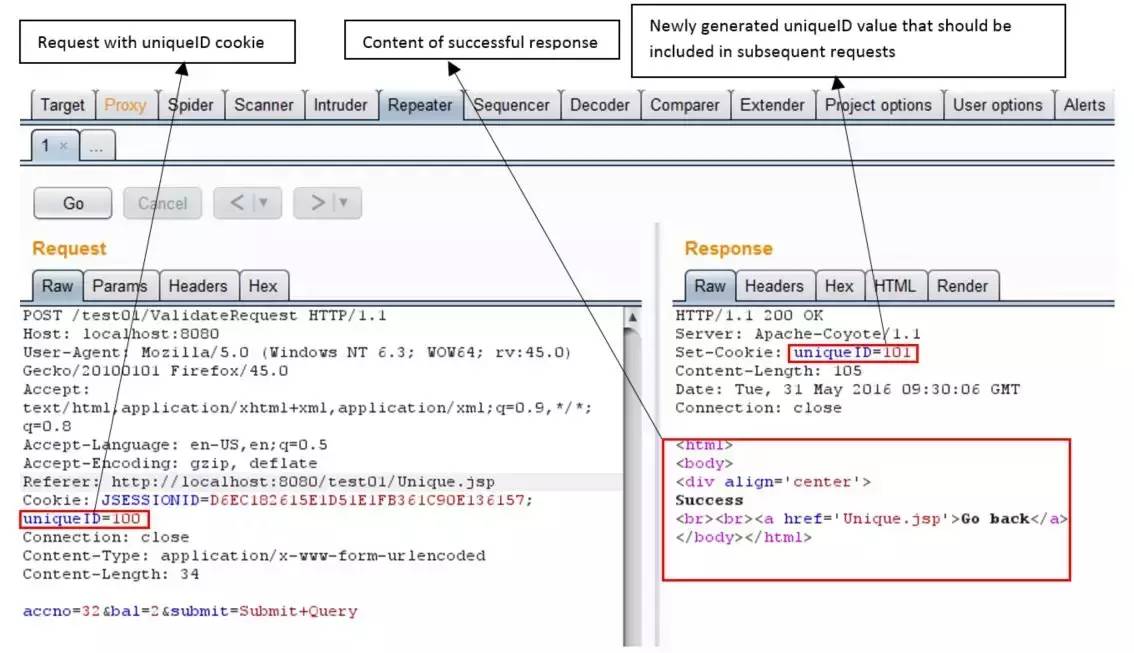 Request with uniqueID cookie
Content of successful response
Newly generated uniqueID value that should be
included in subsequent requests
Target Proxy Spider Scanner Intruder Repeater Sequencer Decoder Comparer Extender Project options User options Alerts
1 × ...
Go Cancel < ▼ > ▼
Request
Raw Params Headers Hex
POST /test01/ValidateRequest HTTP/1.1
Host: localhost:8080
User-Agent: Mozilla/5.0 (Windows NT 6.3; WOW64; rv:45.0)
Gecko/20100101 Firefox/45.0
Accept:
text/html,application/xhtml+xml,application/xml;q=0.9,*/*;
q=0.8
Accept-Language: en-US,en;q=0.5
Accept-Encoding: gzip, deflate
Referer: http://localhost:8080/test01/Unique.jsp
Cookie: JSESSIONID=D6EC182615E1D51E1FB361C90E136157;
uniqueID=100
Connection: close
Content-Type: application/x-www-form-urlencoded
Content-Length: 34
accno=32&bal=2&submit=Submit+Query
Response
Raw Headers Hex HTML Render
HTTP/1.1 200 OK
Server: Apache-Coyote/1.1
Set-Cookie: uniqueID=101
Content-Length: 105
Date: Tue, 31 May 2016 09:30:06 GMT
Connection: close
<html>
<body>
<div align='center'>
Success
<br><br><a href='Unique.jsp'>Go back</a>
</body></html>